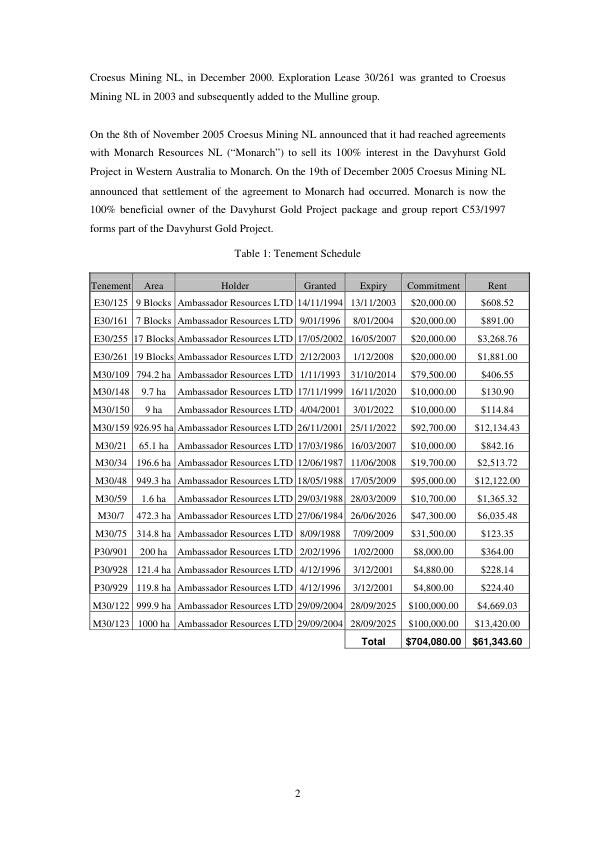 Croesus Mining NL, in December 2000. Exploration Lease 30/261 was granted to Croesus
Mining NL in 2003 and subsequently added to the Mulline group.
On the 8th of November 2005 Croesus Mining NL announced that it had reached agreements
with Monarch Resources NL (“Monarch”) to sell its 100% interest in the Davyhurst Gold
Project in Western Australia to Monarch. On the 19th of December 2005 Croesus Mining NL
announced that settlement of the agreement to Monarch had occurred. Monarch is now the
100% beneficial owner of the Davyhurst Gold Project package and group report C53/1997
forms part of the Davyhurst Gold Project.
Table 1: Tenement Schedule
Tenement Area Holder Granted Expiry Commitment Rent
E30/125 9 Blocks Ambassador Resources LTD 14/11/1994 13/11/2003 $20,000.00 $608.52
E30/161 7 Blocks Ambassador Resources LTD 9/01/1996 8/01/2004 $20,000.00 $891.00
E30/255 17 Blocks Ambassador Resources LTD 17/05/2002 16/05/2007 $20,000.00 $3,268.76
E30/261 19 Blocks Ambassador Resources LTD 2/12/2003 1/12/2008 $20,000.00 $1,881.00
M30/109 794.2 ha Ambassador Resources LTD 1/11/1993 31/10/2014 $79,500.00 $406.55
M30/148 9.7 ha Ambassador Resources LTD 17/11/1999 16/11/2020 $10,000.00 $130.90
M30/150 9 ha Ambassador Resources LTD 4/04/2001 3/01/2022 $10,000.00 $114.84
M30/159 926.95 ha Ambassador Resources LTD 26/11/2001 25/11/2022 $92,700.00 $12,134.43
M30/21 65.1 ha Ambassador Resources LTD 17/03/1986 16/03/2007 $10,000.00 $842.16
M30/34 196.6 ha Ambassador Resources LTD 12/06/1987 11/06/2008 $19,700.00 $2,513.72
M30/48 949.3 ha Ambassador Resources LTD 18/05/1988 17/05/2009 $95,000.00 $12,122.00
M30/59 1.6 ha Ambassador Resources LTD 29/03/1988 28/03/2009 $10,700.00 $1,365.32
M30/7 472.3 ha Ambassador Resources LTD 27/06/1984 26/06/2026 $47,300.00 $6,035.48
M30/75 314.8 ha Ambassador Resources LTD 8/09/1988 7/09/2009 $31,500.00 $123.35
P30/901 200 ha Ambassador Resources LTD 2/02/1996 1/02/2000 $8,000.00 $364.00
P30/928 121.4 ha Ambassador Resources LTD 4/12/1996 3/12/2001 $4,880.00 $228.14
P30/929 119.8 ha Ambassador Resources LTD 4/12/1996 3/12/2001 $4,800.00 $224.40
M30/122 999.9 ha Ambassador Resources LTD 29/09/2004 28/09/2025 $100,000.00 $4,669.03
M30/123 1000 ha Ambassador Resources LTD 29/09/2004 28/09/2025 $100,000.00 $13,420.00
Total $704,080.00 $61,343.60
2